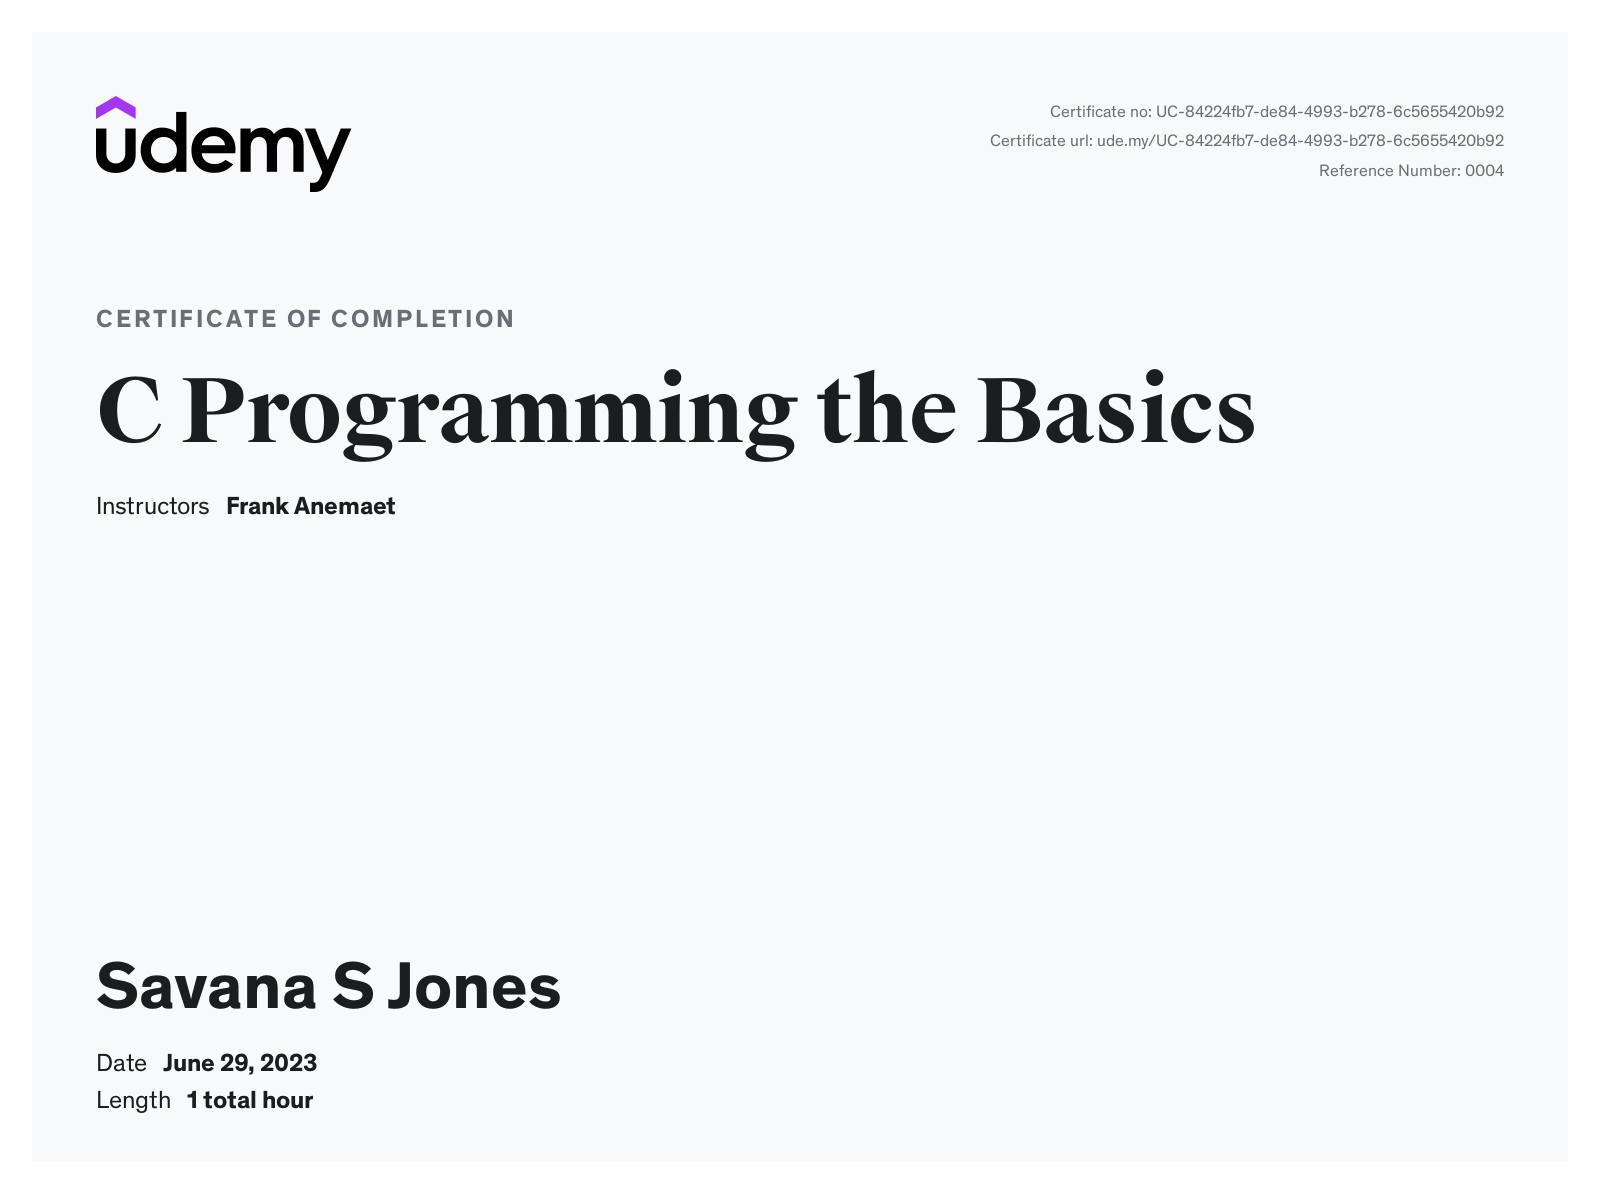 udemy
Certificate no: UC-84224fb7-de84-4993-b278-6c5655420b92
Certificate url: ude.my/UC-84224fb7-de84-4993-b278-6c5655420b92
Reference Number: 0004
CERTIFICATE OF COMPLETION
C Programming the Basics
Instructors Frank Anemaet
Savana S Jones
Date June 29, 2023
Length 1 total hour